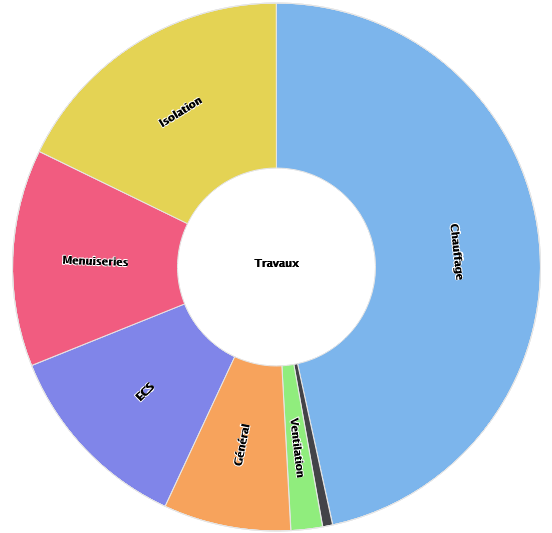 Isolation
Chauffage
Menuiseries
Travaux
ECS
Général
Ventilation